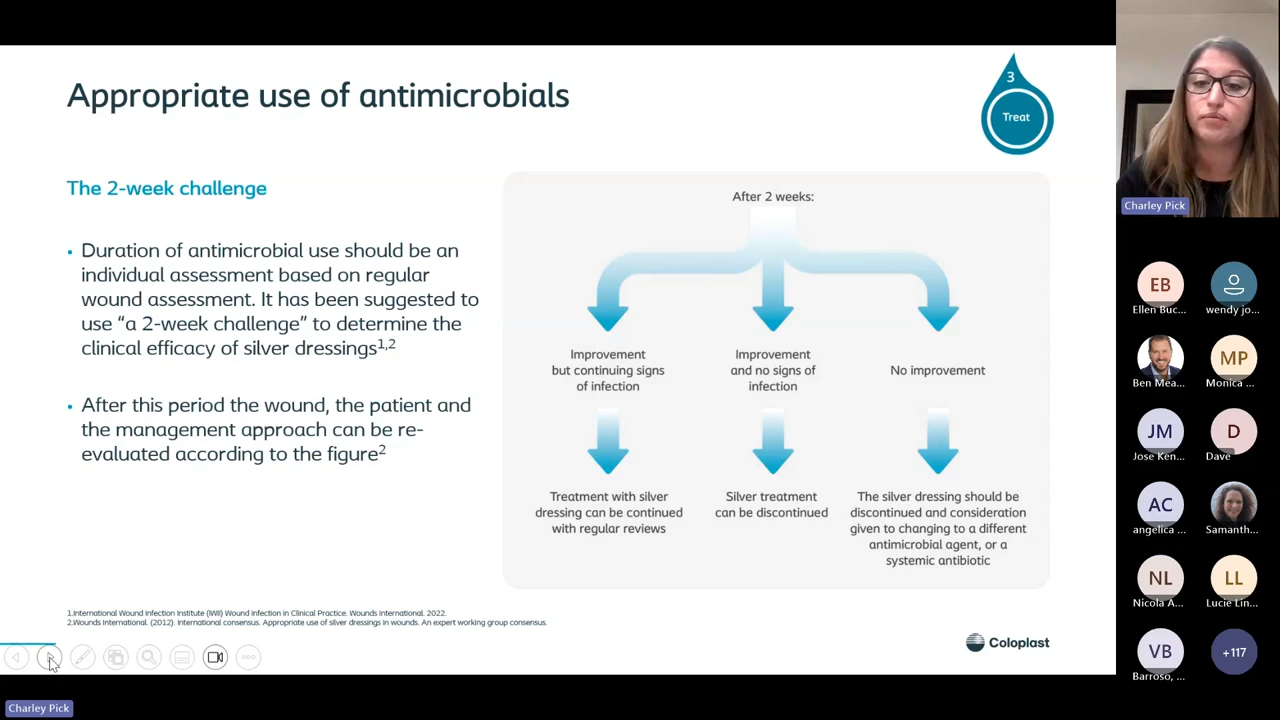 Appropriate use of antimicrobials
3
Treat
The 2-week challenge
• Duration of antimicrobial use should be an
individual assessment based on regular
wound assessment. It has been suggested to
use “a 2-week challenge” to determine the
clinical efficacy of silver dressings1,2
• After this period the wound, the patient and
the management approach can be re-
evaluated according to the figure2
After 2 weeks:
Improvement
but continuing signs
of infection
Improvement
and no signs of
infection
No improvement
Treatment with silver
dressing can be continued
with regular reviews
Silver treatment
can be discontinued
The silver dressing should be
discontinued and consideration
given to changing to a different
antimicrobial agent, or a
systemic antibiotic
1.International Wound Infection Institute (IWII) Wound Infection in Clinical Practice. Wounds International. 2022.
2.Wounds International. (2012). International consensus. Appropriate use of silver dressings in wounds. An expert working group consensus.
Coloplast
Charley Pick
Charley Pick
EB
Ellen Buc...
wendy jo...
Ben Mea...
MP
Monica ...
JM
Jose Ken...
D
Dave
AC
angelica ...
Samanth...
NL
Nicola A...
LL
Lucie Lin...
VB
Barroso, ...
+117